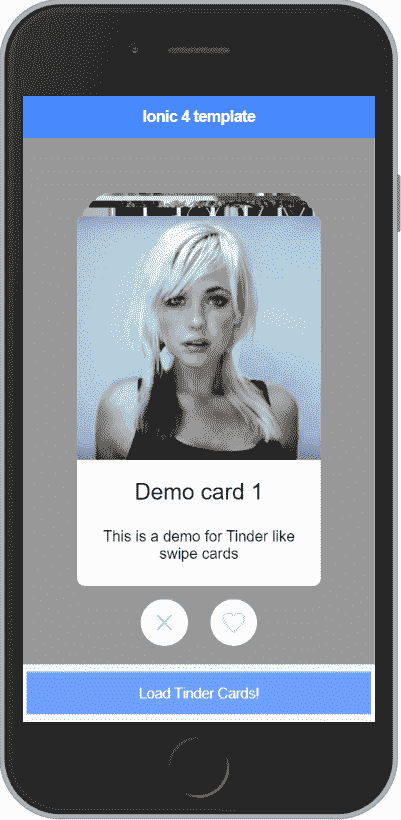 Ionic 4 template
Demo card 1
This is a demo for Tinder like
swipe cards
Load Tinder Cards!